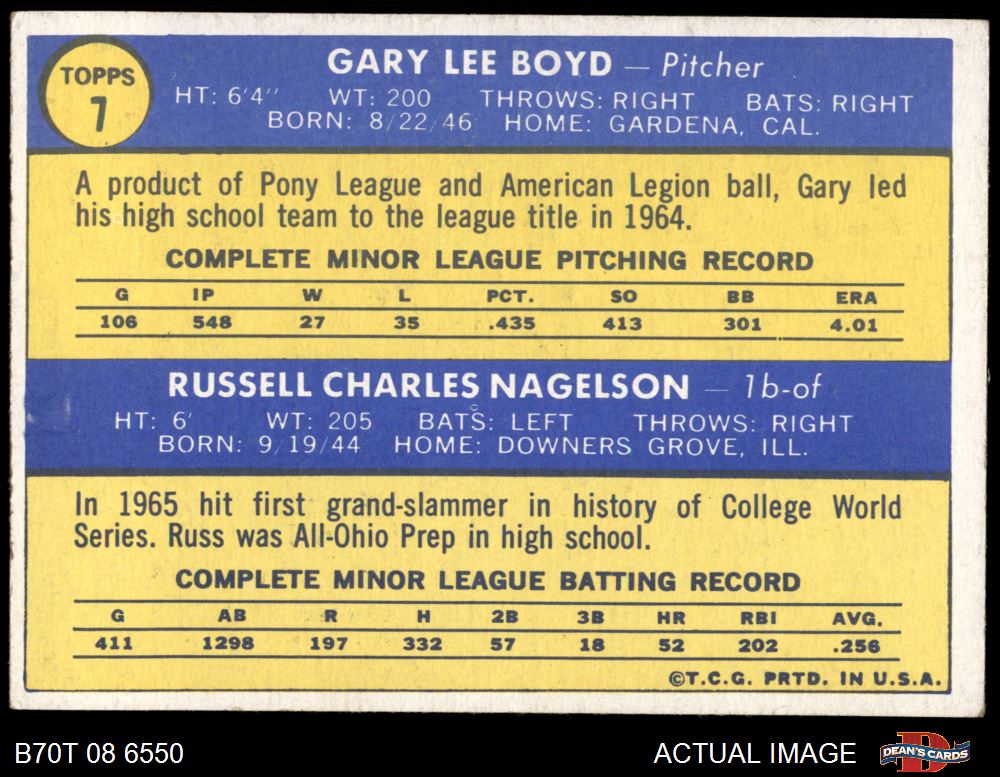 TOPPS
7
GARY LEE BOYD — Pitcher
HT: 6'4" WT: 200 THROWS: RIGHT BATS: RIGHT
BORN: 8/22/46 HOME: GARDENA, CAL.
A product of Pony League and American Legion ball, Gary led
his high school team to the league title in 1964.
COMPLETE MINOR LEAGUE PITCHING RECORD
G IP W L PCT. SO BB ERA
106 548 27 35 .435 413 301 4.01
RUSSELL CHARLES NAGELSON — 1b-of
HT: 6' WT: 205 BATS: LEFT THROWS: RIGHT
BORN: 9/19/44 HOME: DOWNERS GROVE, ILL.
In 1965 hit first grand-slammer in history of College World
Series. Russ was All-Ohio Prep in high school.
COMPLETE MINOR LEAGUE BATTING RECORD
G AB R H 2B 3B HR RBI AVG.
411 1298 197 332 57 18 52 202 .256
©T.C.G. PRTD. IN U.S.A.
B70T 08 6550 ACTUAL IMAGE DEAN'S CARDS